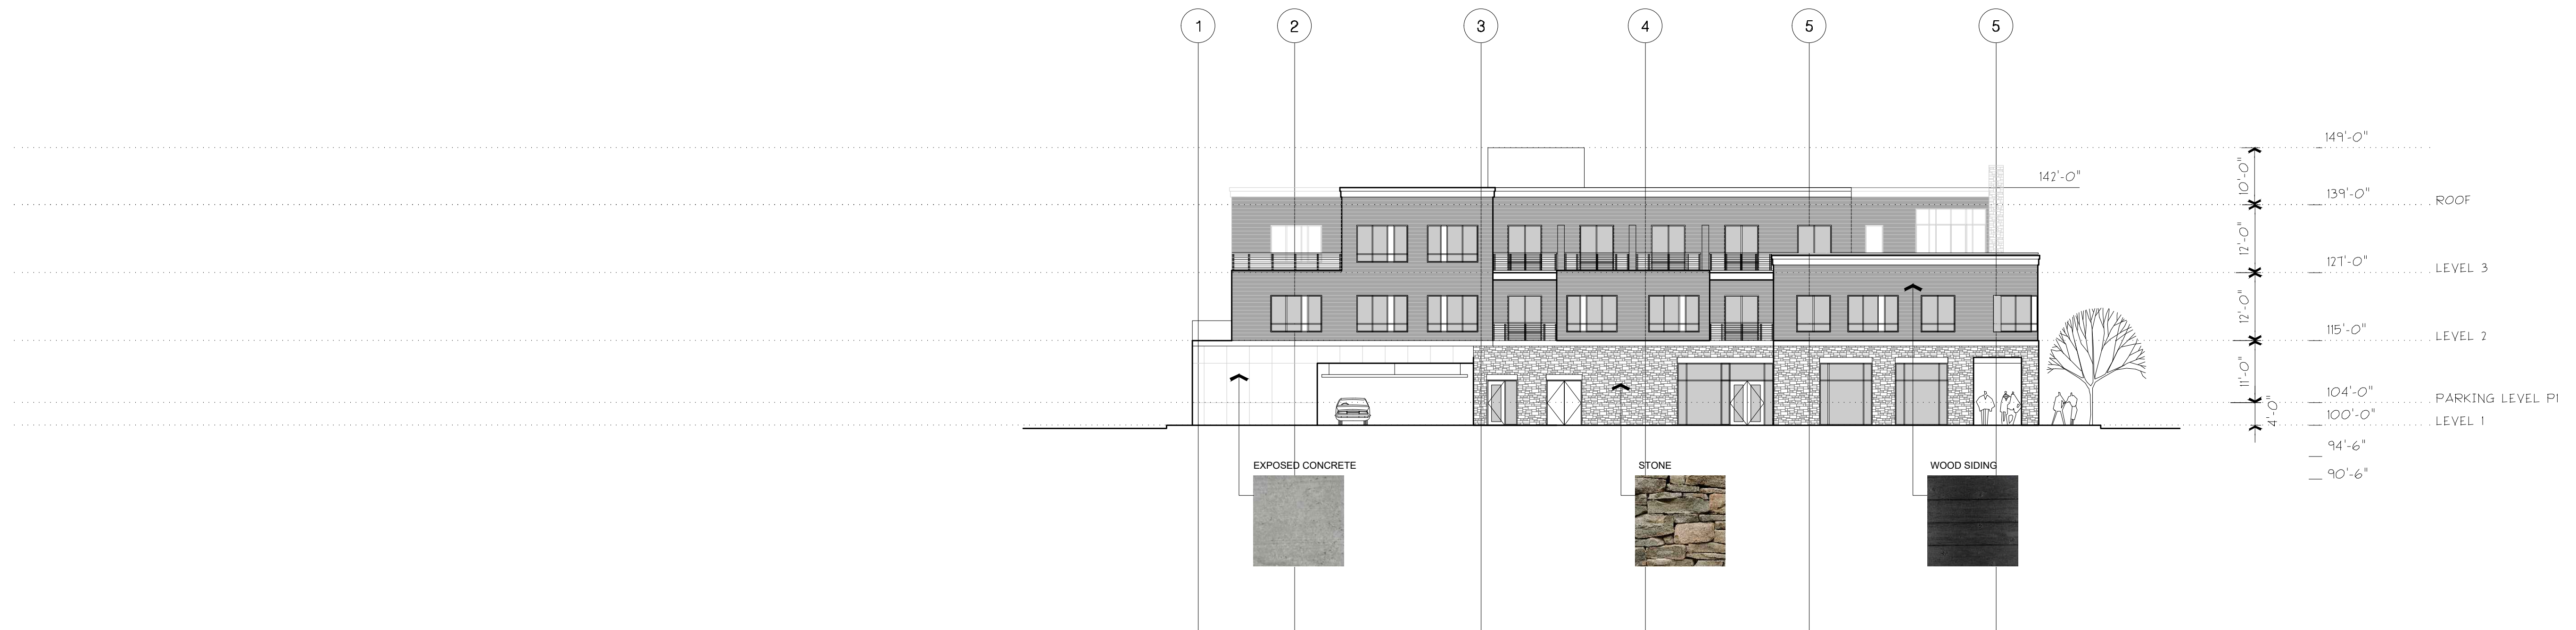 1
2
3
4
5
5
149'-0"
10'-0"
142'-0"
139'-0"
ROOF
12'-0"
127'-0"
LEVEL 3
12'-0"
115'-0"
LEVEL 2
11'-0"
104'-0"
PARKING LEVEL P1
4'-0"
100'-0"
LEVEL 1
94'-6"
90'-6"
EXPOSED CONCRETE
STONE
WOOD SIDING